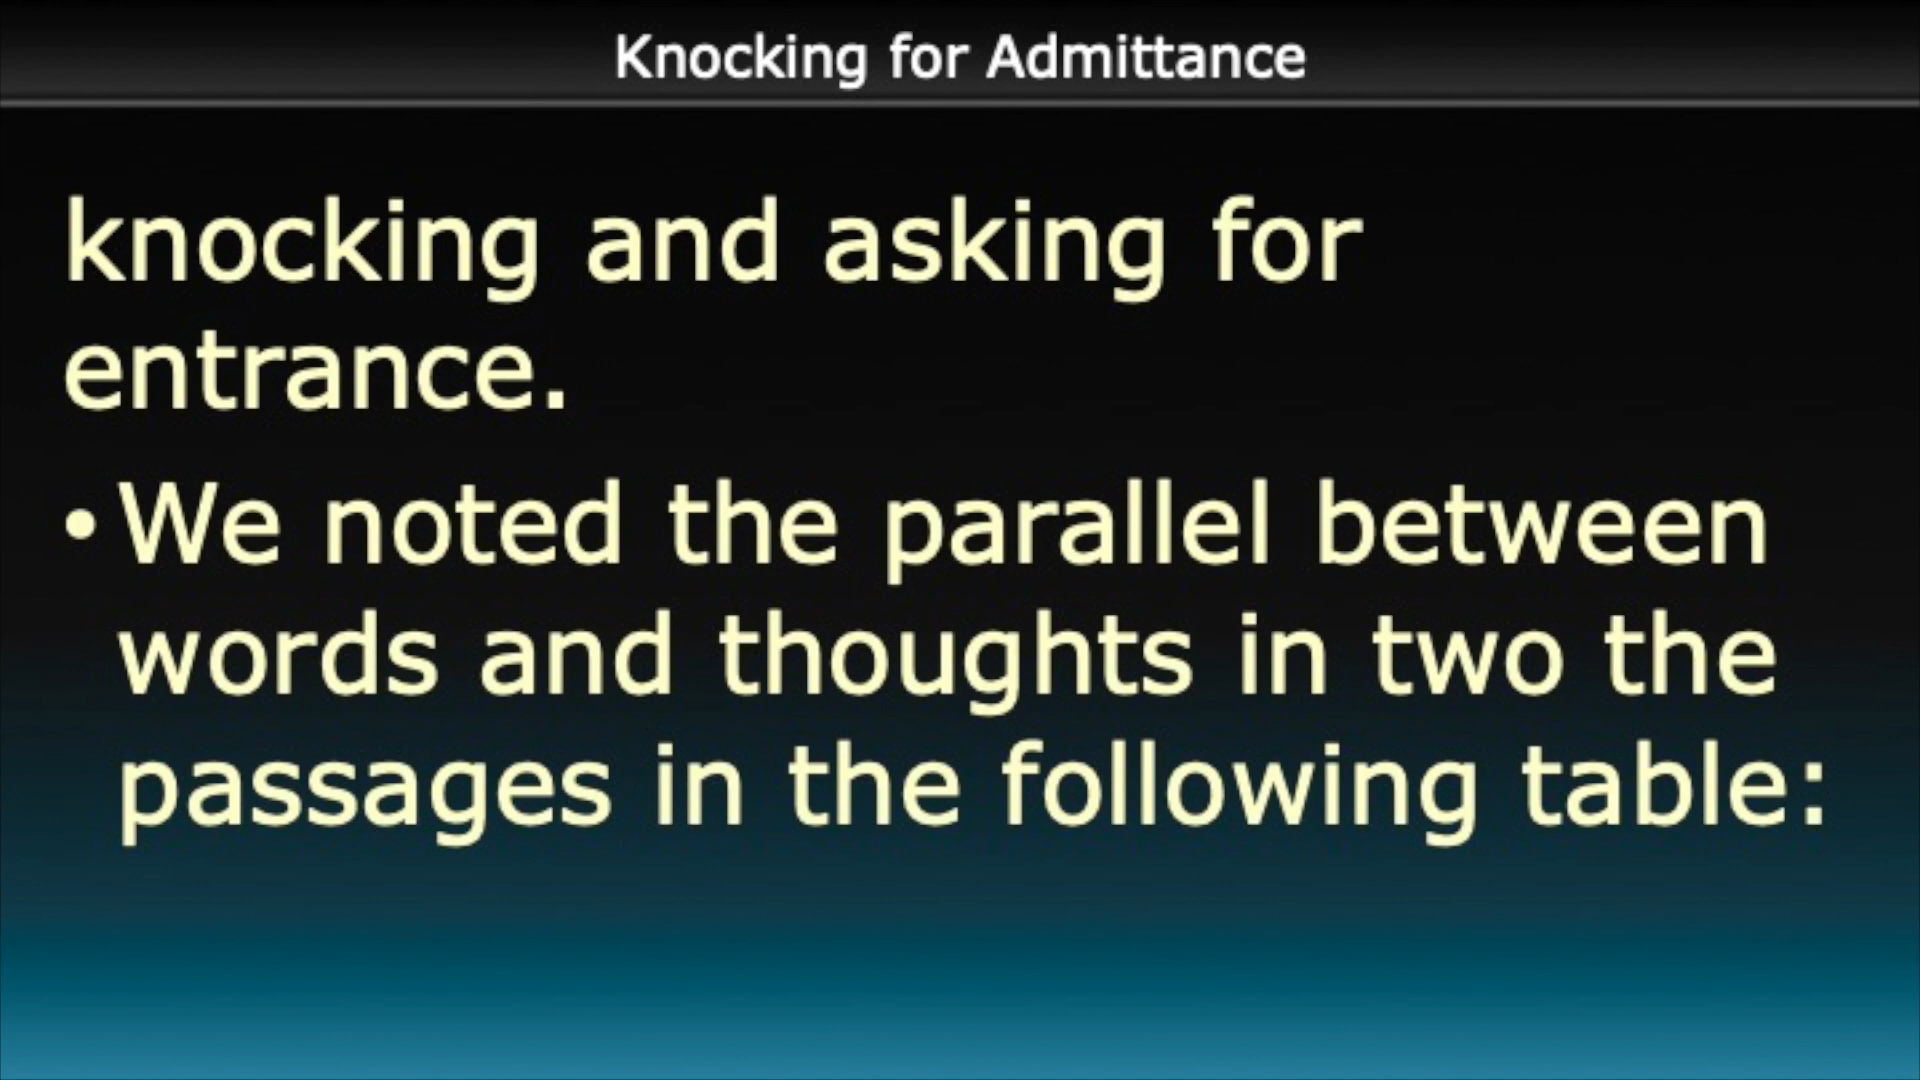 Knocking for Admittance
knocking and asking for
entrance.
• We noted the parallel between
words and thoughts in two the
passages in the following table: